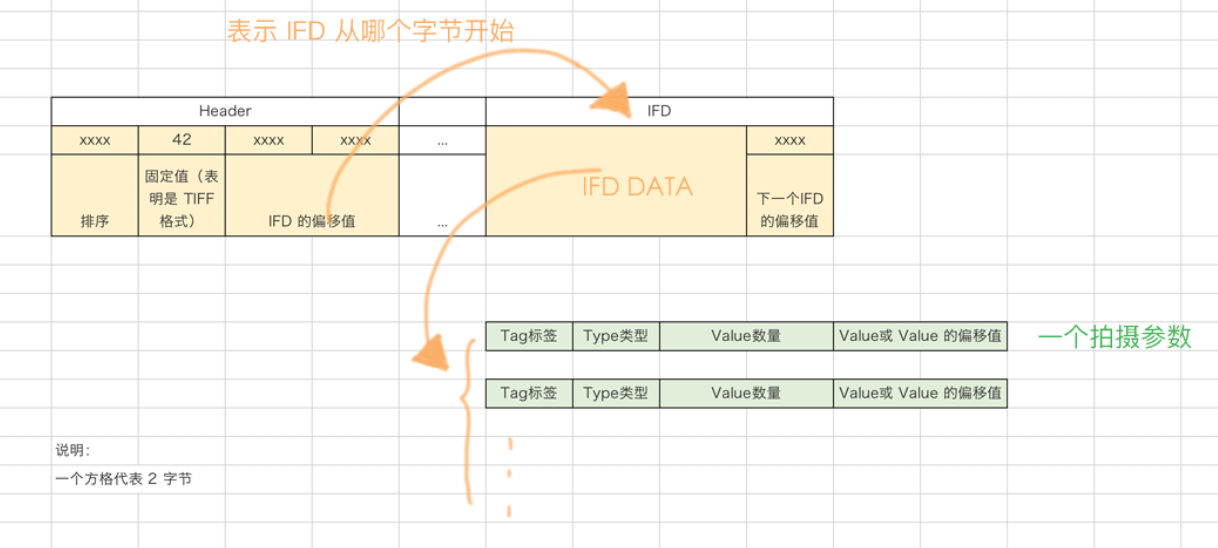 表示 IFD 从哪个字节开始
Header
IFD
xxxx
42
xxxx
xxxx
...
xxxx
排序
固定值（表
明是 TIFF
格式）
IFD 的偏移值
...
IFD DATA
下一个IFD
的偏移值
Tag标签
Type类型
Value数量
Value或 Value 的偏移值
一个拍摄参数
Tag标签
Type类型
Value数量
Value或 Value 的偏移值
说明：
一个方格代表 2 字节